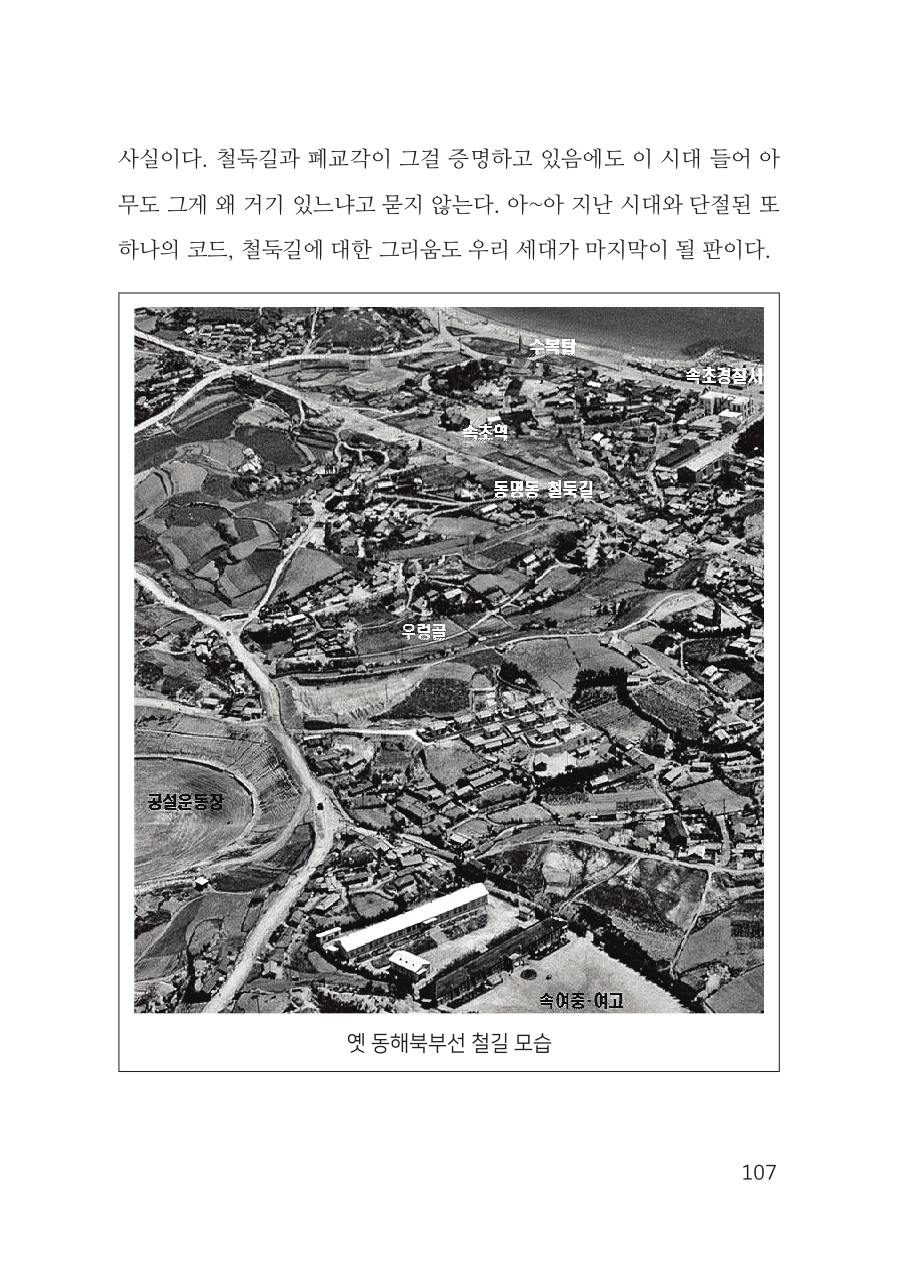 사실이다. 철둑길과 폐교각이 그걸 증명하고 있음에도 이 시대 들어 아
무도 그게 왜 거기 있느냐고 묻지 않는다. 아~아 지난 시대와 단절된 또
하나의 코드, 철둑길에 대한 그리움도 우리 세대가 마지막이 될 판이다.
수복탑
속초경찰서
속초역
동명동 철둑길
우렁골
공설운동장
속여중·여고
옛 동해북부선 철길 모습
107